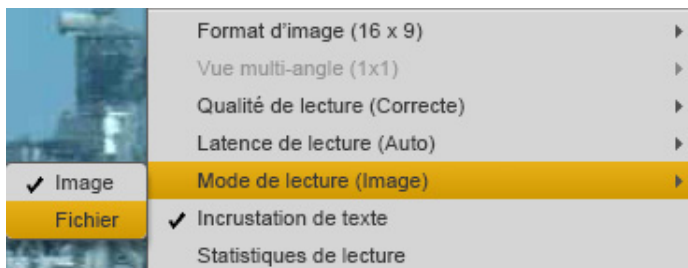 Format d'image (16 x 9)
Vue multi-angle (1x1)
Qualité de lecture (Correcte)
Latence de lecture (Auto)
Mode de lecture (Image)
✓ Image
Fichier
✓ Incrustation de texte
Statistiques de lecture